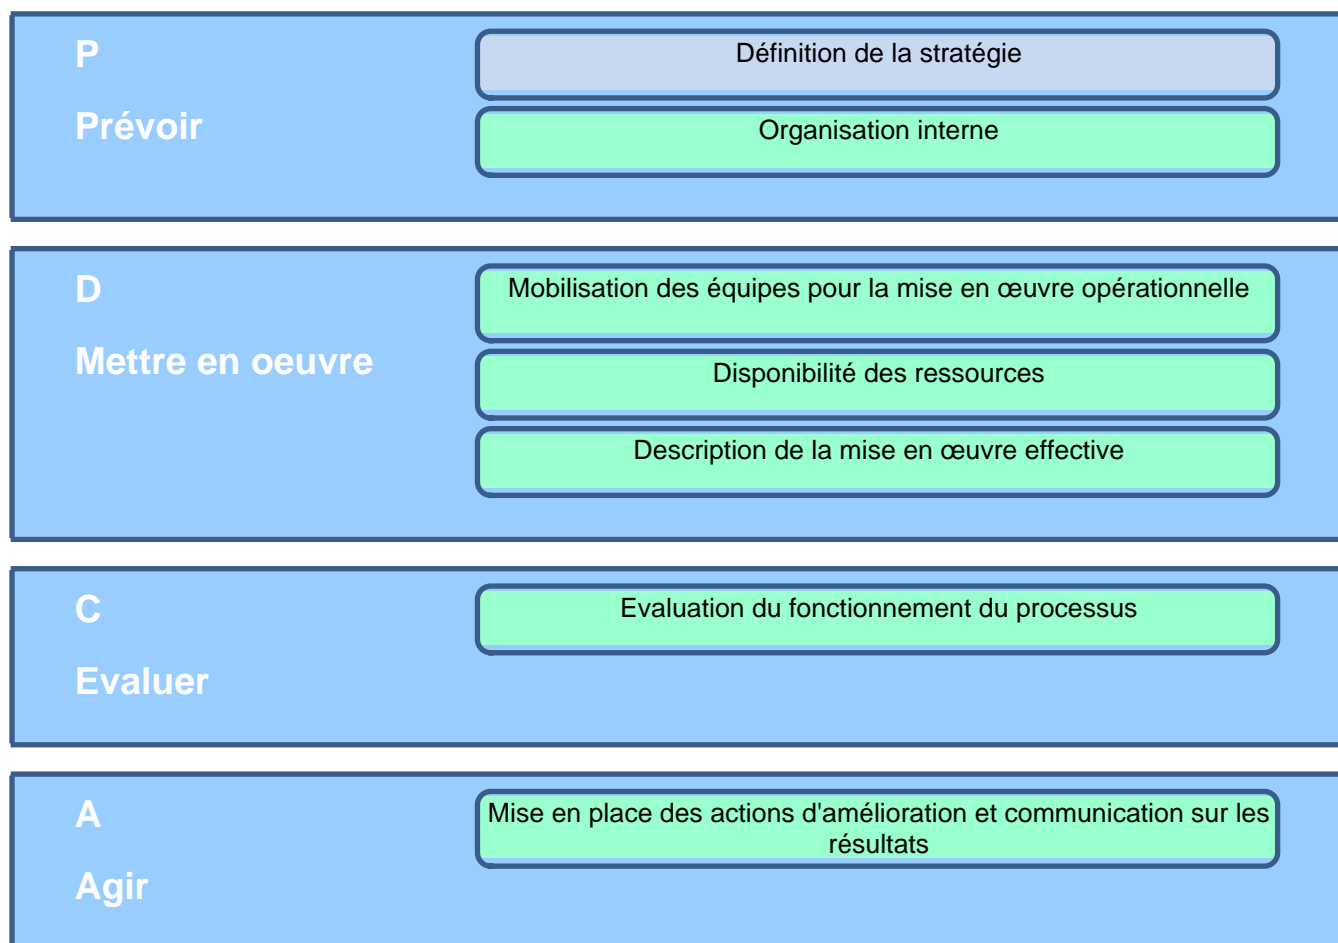 P
Prévoir
Définition de la stratégie
Organisation interne
D
Mettre en oeuvre
Mobilisation des équipes pour la mise en œuvre opérationnelle
Disponibilité des ressources
Description de la mise en œuvre effective
C
Evaluer
Evaluation du fonctionnement du processus
A
Agir
Mise en place des actions d'amélioration et communication sur les
résultats